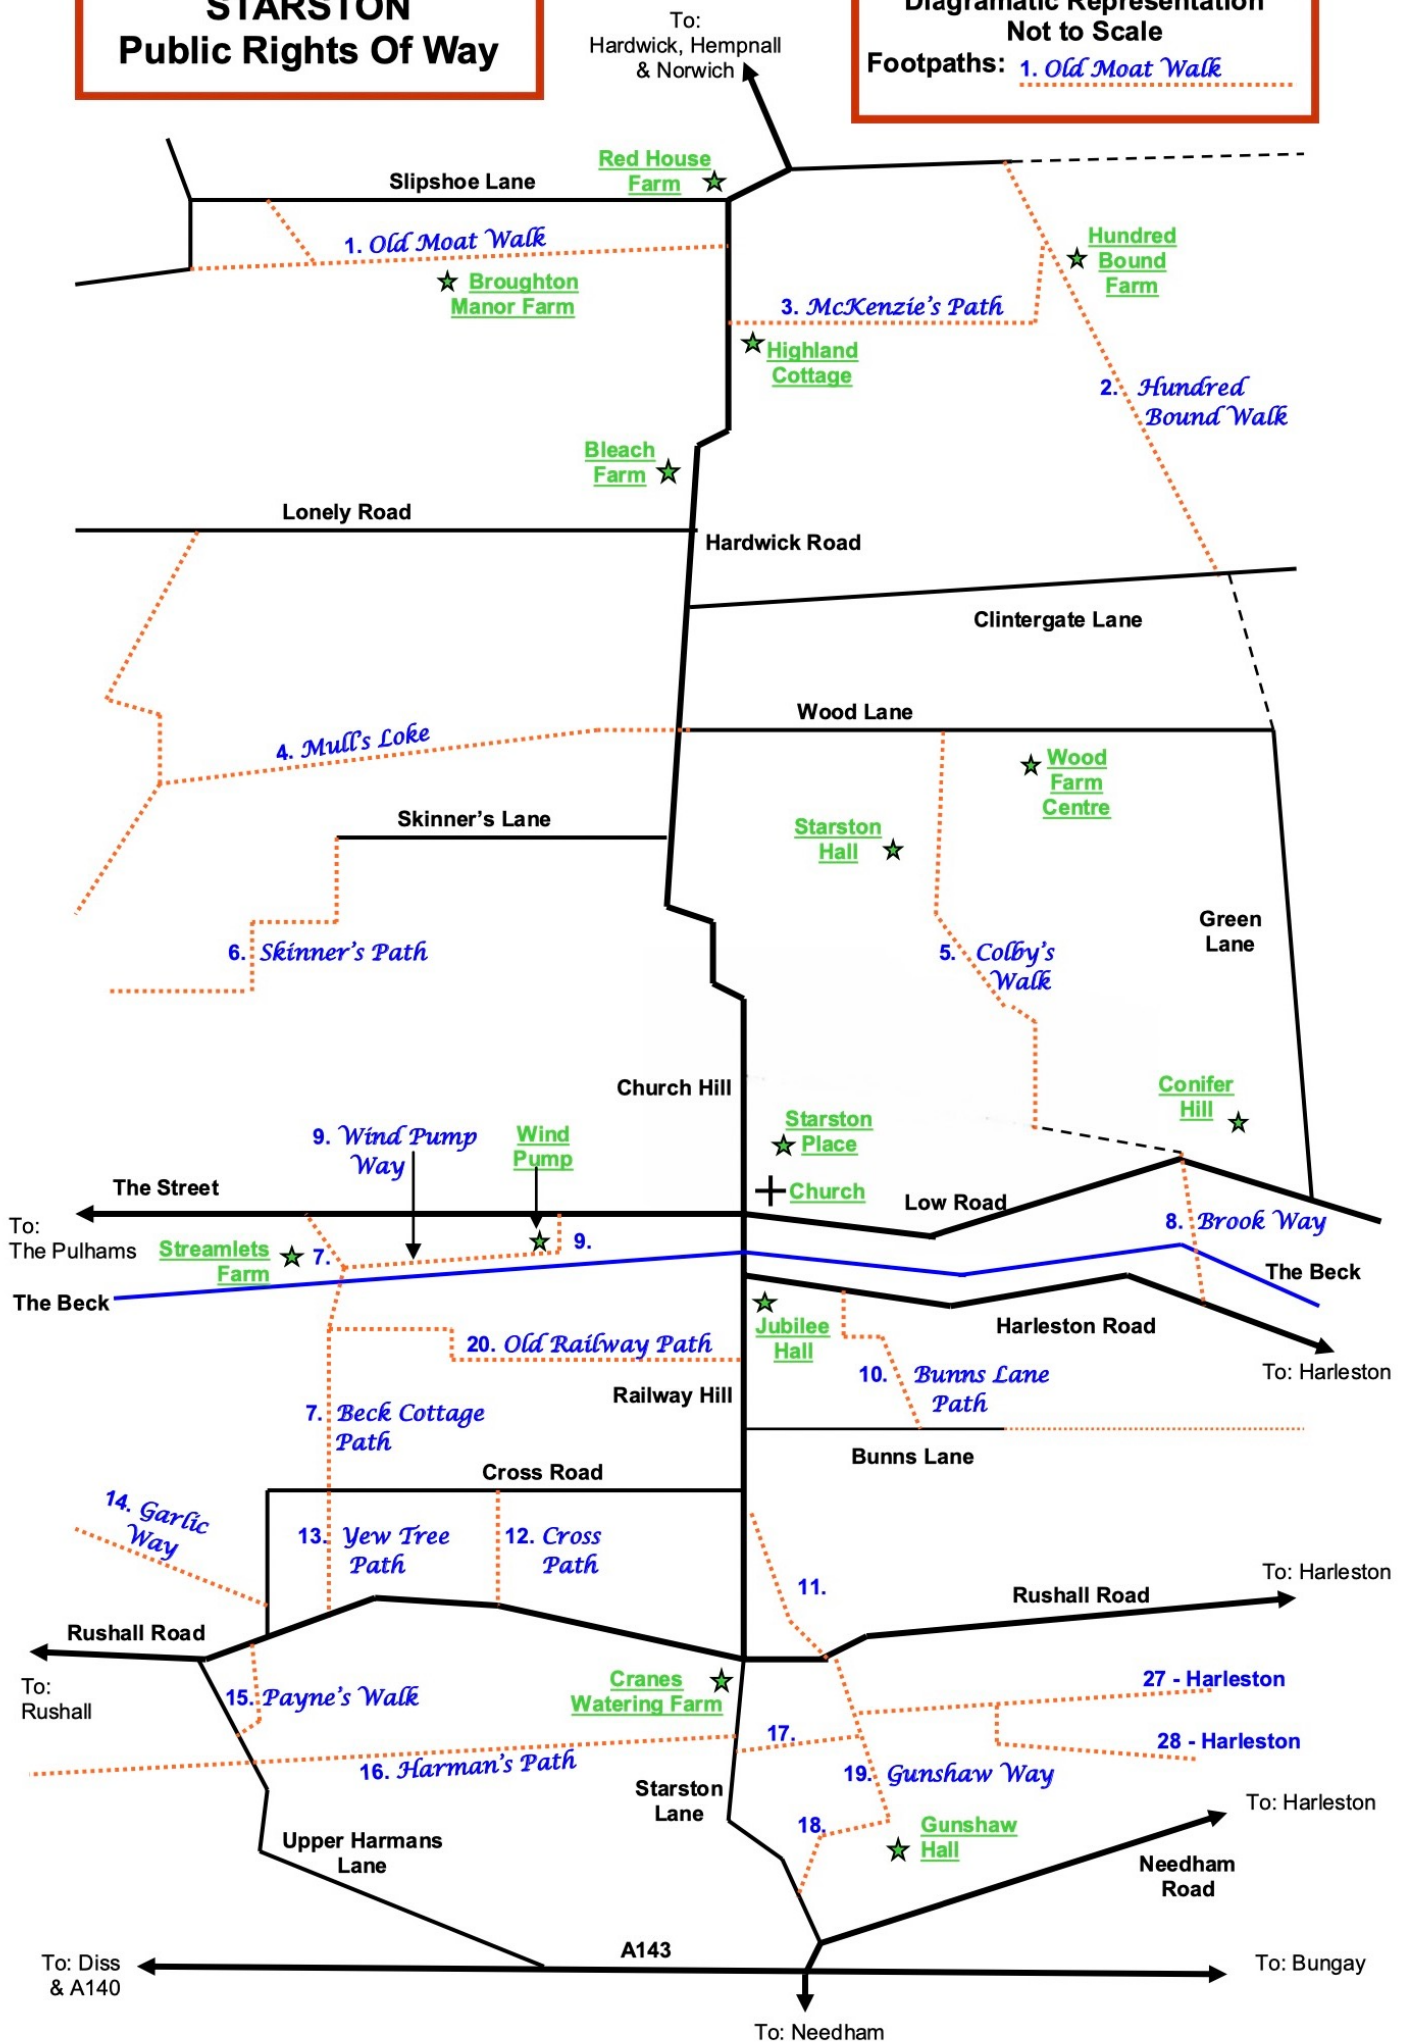 STARSTON
Public Rights Of Way
To:
Hardwick, Hempnall
& Norwich
Diagramatic Representation
Not to Scale
Footpaths: 1. Old Moat Walk
Red House
Farm
Slipshoe Lane
1. Old Moat Walk
Broughton
Manor Farm
Hundred
Bound
Farm
3. McKenzie's Path
Highland
Cottage
2. Hundred
Bound Walk
Bleach
Farm
Lonely Road
Hardwick Road
Clintergate Lane
Wood Lane
4. Mull's Loke
Wood
Farm
Centre
Skinner's Lane
Starston
Hall
Green
Lane
6. Skinner's Path
5. Colby's
Walk
Church Hill
Conifer
Hill
9. Wind Pump
Way
Wind
Pump
Starston
Place
Church
The Street
Low Road
To:
The Pulhams
8. Brook Way
Streamlets
Farm
7.
9.
The Beck
The Beck
Jubilee
Hall
Harleston Road
20. Old Railway Path
To: Harleston
Railway Hill
10. Bunns Lane
Path
7. Beck Cottage
Path
Bunns Lane
Cross Road
14. Garlic
Way
13. Yew Tree
Path
12. Cross
Path
11.
To: Harleston
Rushall Road
Rushall Road
To:
Rushall
Cranes
Watering Farm
27 - Harleston
15. Payne's Walk
17.
28 - Harleston
16. Harman's Path
19. Gunshaw Way
Starston
Lane
To: Harleston
18.
Gunshaw
Hall
Upper Harmans
Lane
Needham
Road
A143
To: Diss
& A140
To: Bungay
To: Needham